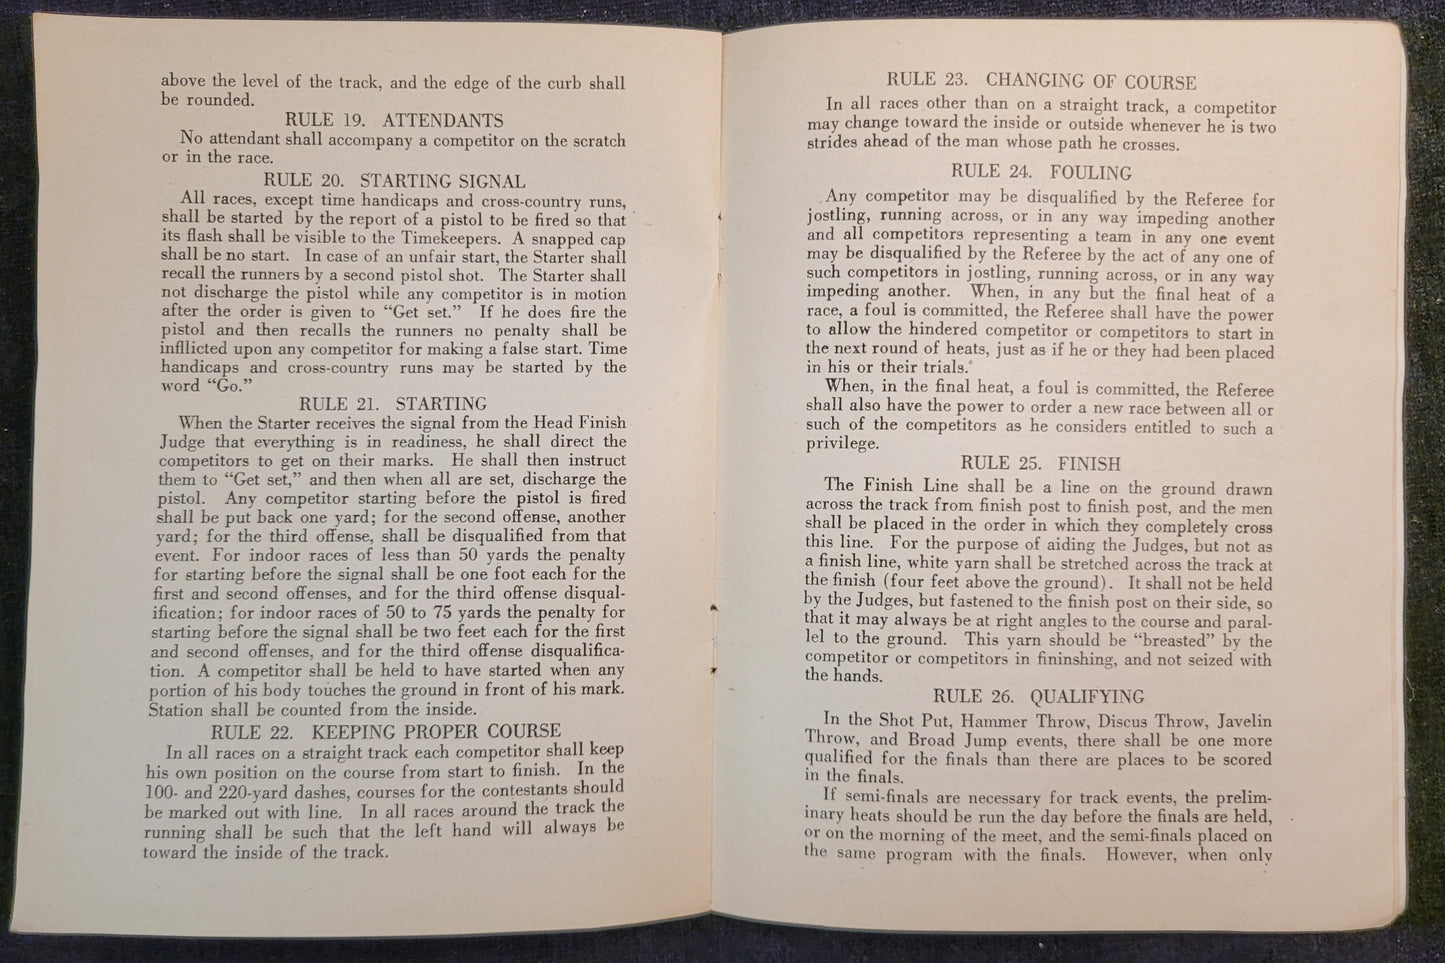 above the level of the track, and the edge of the curb shall
be rounded.
RULE 19. ATTENDANTS
No attendant shall accompany a competitor on the scratch
or in the race.
RULE 20. STARTING SIGNAL
All races, except time handicaps and cross-country runs,
shall be started by the report of a pistol to be fired so that
its flash shall be visible to the Timekeepers. A snapped cap
shall be no start. In case of an unfair start, the Starter shall
recall the runners by a second pistol shot. The Starter shall
not discharge the pistol while any competitor is in motion
after the order is given to “Get set.” If he does fire the
pistol and then recalls the runners no penalty shall be
infllicted upon any competitor for making a false start. Time
handicaps and cross-country runs may be started by the
word “Go.”
RULE 21. STARTING
When the Starter receives the signal from the Head Finish
Judge that everything is in readiness, he shall direct the
competitors to get on their marks. He shall then instruct
them to “Get set,” and then when all are set, discharge the
pistol. Any competitor starting before the pistol is fired
shall be put back one yard; for the second offense, another
yard; for the third offense, shall be disqualified from that
event. For indoor races of less than 50 yards the penalty
for starting before the signal shall be one foot each for the
first and second offenses, and for the third offense disqual-
ification; for indoor races of 50 to 75 yards the penalty for
starting before the signal shall be two feet each for the first
and second offenses, and for the third offense disqualifica-
tion. A competitor shall be held to have started when any
portion of his body touches the ground in front of his mark.
Station shall be counted from the inside.
RULE 22. KEEPING PROPER COURSE
In all races on a straight track each competitor shall keep
his own position on the course from start to finish. In the
100- and 220-yard dashes, courses for the contestants should
be marked out with line. In all races around the track the
running shall be such that the left hand will always be
toward the inside of the track.
RULE 23. CHANGING OF COURSE
In all races other than on a straight track, a competitor
may change toward the inside or outside whenever he is two
strides ahead of the man whose path he crosses.
RULE 24. FOULING
Any competitor may be disqualified by the Referee for
jostling, running across, or in any way impeding another
and all competitors representing a team in any one event
may be disqualified by the Referee by the act of any one of
such competitors in jostling, running across, or in any way
impeding another. When, in any but the final heat of a
race, a foul is committed, the Referee shall have the power
to allow the hindered competitor or competitors to start in
the next round of heats, just as if he or they had been placed
in his or their trials.
When, in the final heat, a foul is committed, the Referee
shall also have the power to order a new race between all or
such of the competitors as he considers entitled to such a
privilege.
RULE 25. FINISH
The Finish Line shall be a line on the ground drawn
across the track from finish post to finish post, and the men
shall be placed in the order in which they completely cross
this line. For the purpose of aiding the Judges, but not as
a finish line, white yarn shall be stretched across the track at
the finish (four feet above the ground). It shall not be held
by the Judges, but fastened to the finish post on their side, so
that it may always be at right angles to the course and paral-
lel to the ground. This yarn should be “breasted” by the
competitor or competitors in fininshing, and not seized with
the hands.
RULE 26. QUALIFYING
In the Shot Put, Hammer Throw, Discus Throw, Javelin
Throw, and Broad Jump events, there shall be one more
qualified for the finals than there are places to be scored
in the finals.
If semi-finals are necessary for track events, the prelim-
inary heats should be run the day before the finals are held,
or on the morning of the meet, and the semi-finals placed on
the same program with the finals. However, when only